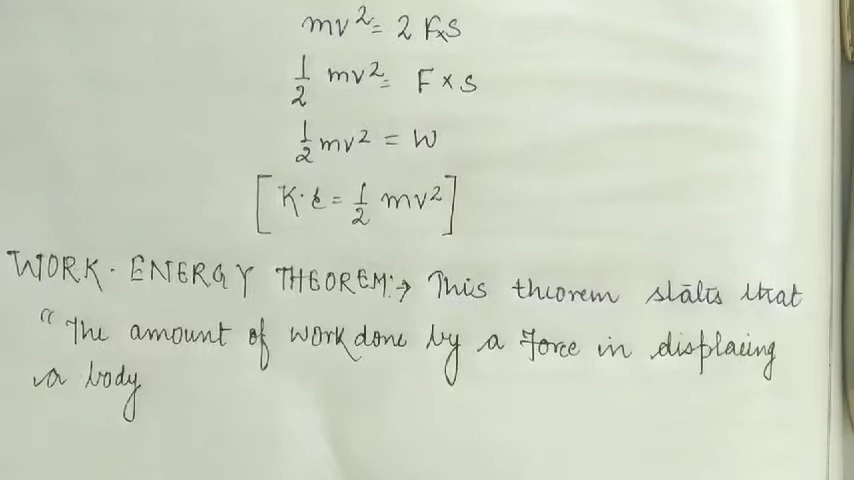 mv²= 2 F×S
1/2 mv²= F × S
1/2 mv² = W
[K·E = 1/2 mv²]
WORK - ENERGY THEOREM:→ This theorem states that
"The amount of work done by a Force in displacing
a body